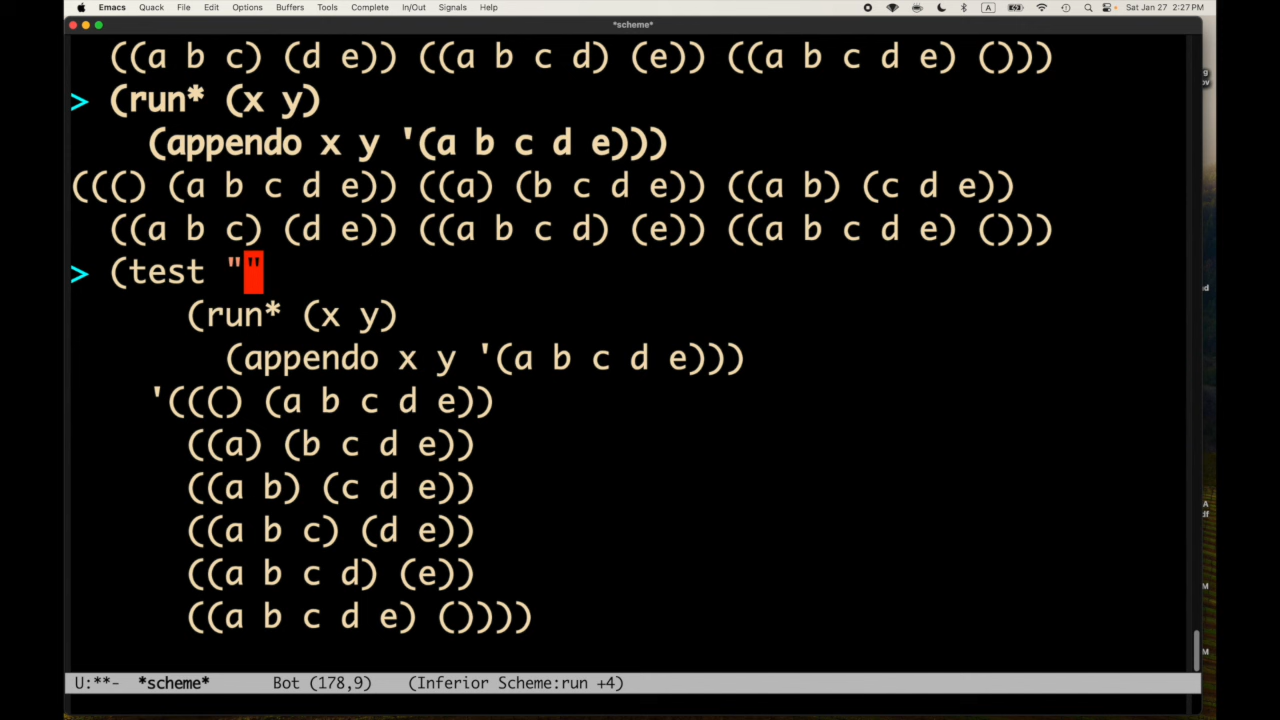 Emacs Quack File Edit Options Buffers Tools Complete In/Out Signals Help A Sat Jan 27 2:27 PM
*scheme*
((a b c) (d e)) ((a b c d) (e)) ((a b c d e) ()))
> (run* (x y)
(appendo x y '(a b c d e)))
((() (a b c d e)) ((a) (b c d e)) ((a b) (c d e))
((a b c) (d e)) ((a b c d) (e)) ((a b c d e) ()))
> (test ""
(run* (x y)
(appendo x y '(a b c d e)))
'((() (a b c d e))
((a) (b c d e))
((a b) (c d e))
((a b c) (d e))
((a b c d) (e))
((a b c d e) ())))
U:**- *scheme* Bot (178,9) (Inferior Scheme:run +4)